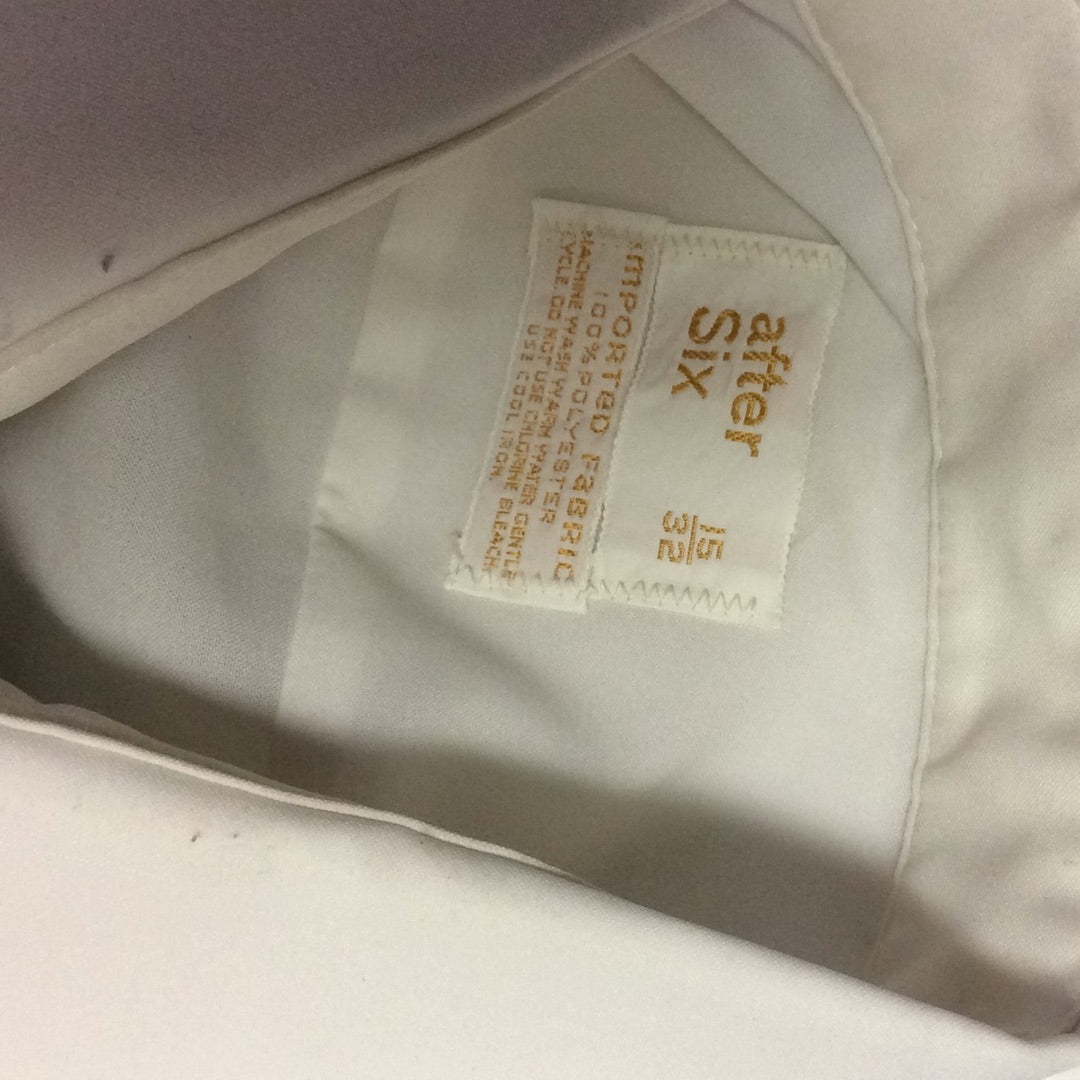 after
Six
15
32
IMPORTED FABRIC
100% POLYESTER
MACHINE WASH WARM WATER GENTLE
CYCLE. DO NOT USE CHLORINE BLEACH.
USE COOL IRON.